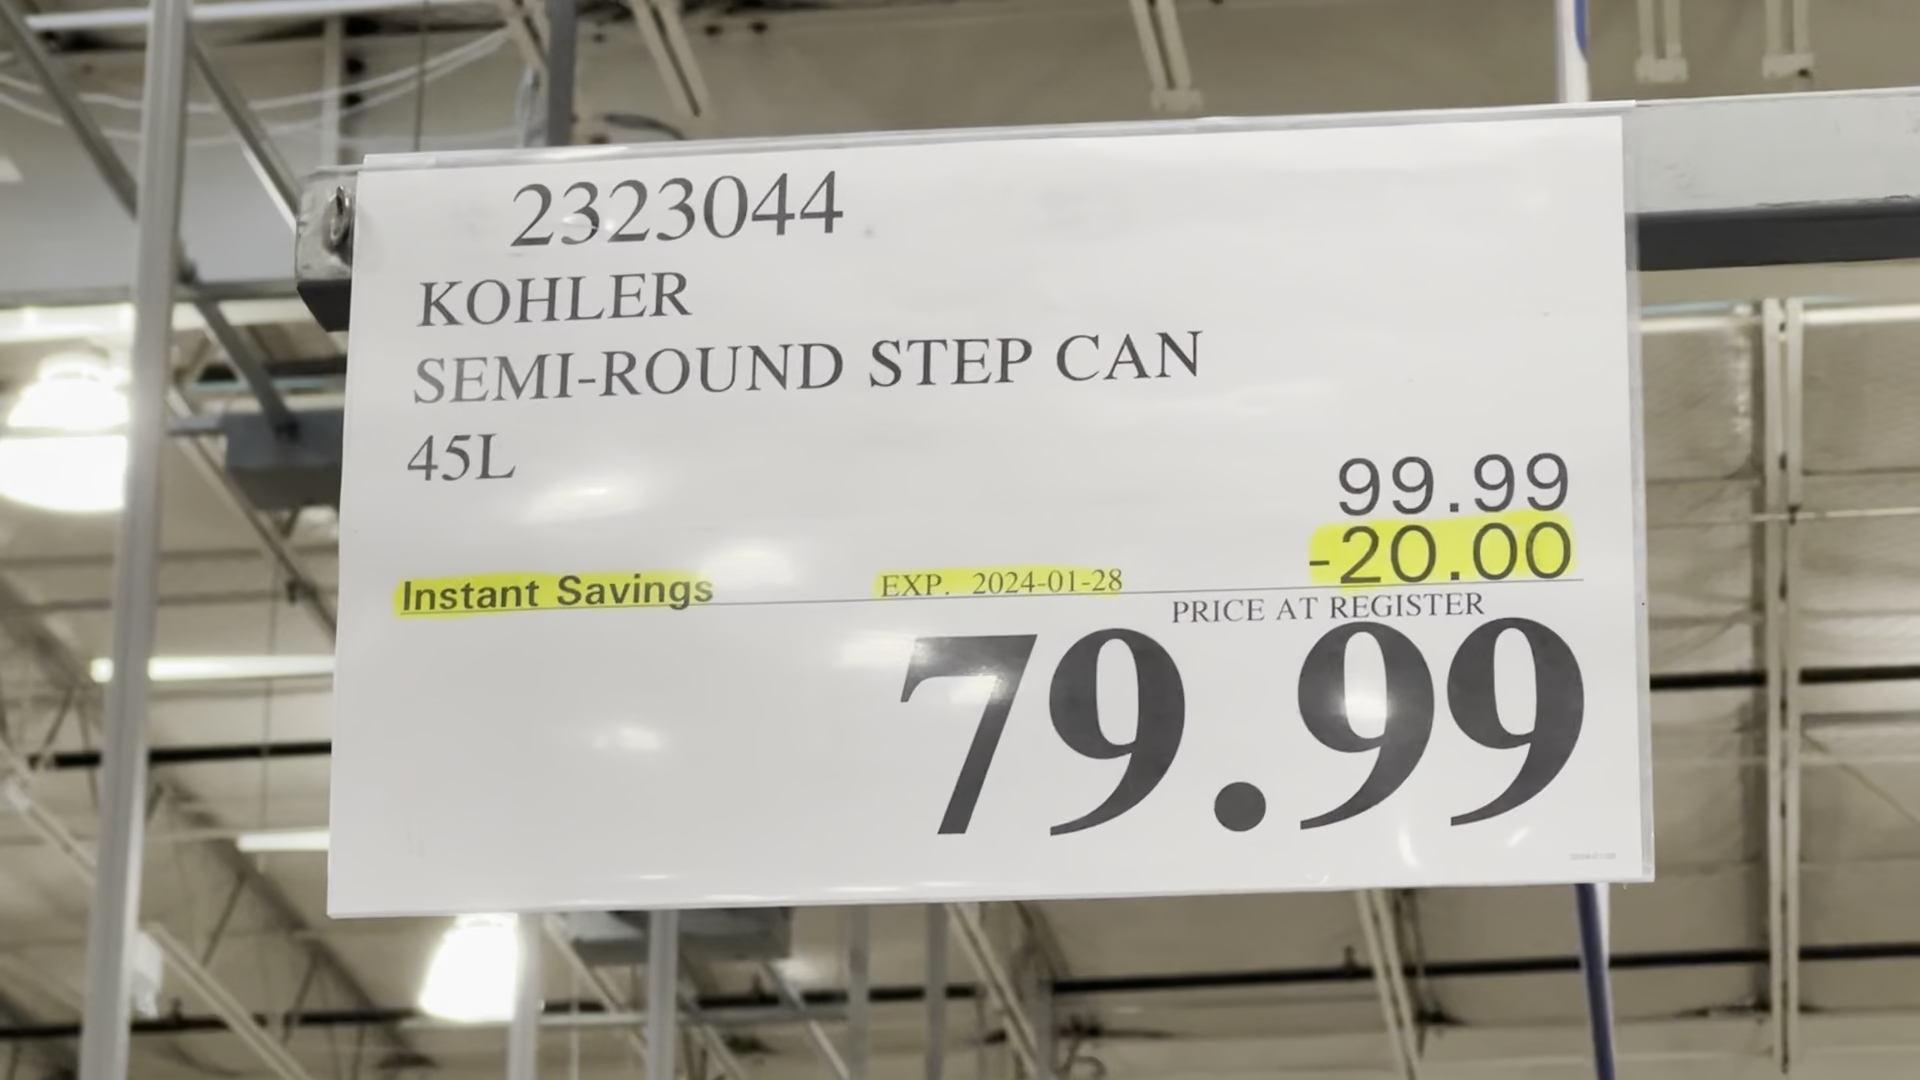 2323044
KOHLER
SEMI-ROUND STEP CAN
45L
99.99
-20.00
Instant Savings EXP. 2024-01-28
PRICE AT REGISTER
79.99